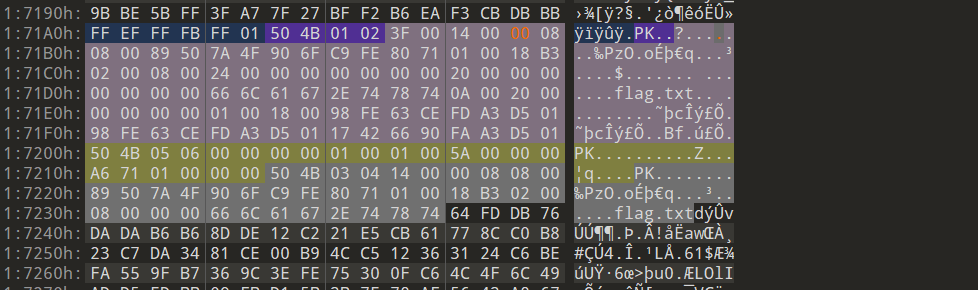 1:7190h: 9B BE 5B FF 3F A7 7F 27 BF F2 B6 EA F3 CB DB BB ›¾[ÿ?§.'¿ò¶êóËÛ»
1:71A0h: FF EF FF FB FF 01 50 4B 01 02 3F 00 14 00 00 08 ÿïÿûÿ.PK..?.....
1:71B0h: 08 00 89 50 7A 4F 90 6F C9 FE 80 71 01 00 18 B3 ..‰PzO.oÉþ€q...³
1:71C0h: 02 00 08 00 24 00 00 00 00 00 00 00 20 00 00 00 ....$....... ...
1:71D0h: 00 00 00 00 66 6C 61 67 2E 74 78 74 0A 00 20 00 ....flag.txt.. .
1:71E0h: 00 00 00 00 01 00 18 00 98 FE 63 CE FD A3 D5 01 ........˜þcÎý£Õ.
1:71F0h: 98 FE 63 CE FD A3 D5 01 17 42 66 90 FA A3 D5 01 ˜þcÎý£Õ..Bf.ú£Õ.
1:7200h: 50 4B 05 06 00 00 00 00 01 00 01 00 5A 00 00 00 PK..........Z...
1:7210h: A6 71 01 00 00 00 50 4B 03 04 14 00 00 08 08 00 ¦q....PK........
1:7220h: 89 50 7A 4F 90 6F C9 FE 80 71 01 00 18 B3 02 00 ‰PzO.oÉþ€q...³..
1:7230h: 08 00 00 00 66 6C 61 67 2E 74 78 74 64 FD DB 76 ....flag.txtdýÛv
1:7240h: DA DA B6 B6 8D DE 12 C2 21 E5 CB 61 77 8C C0 B8 ÚÚ¶¶.Þ.Â!åËawŒÀ¸
1:7250h: 23 C7 DA 34 81 CE 00 B9 4C C5 12 36 31 24 C6 BE #ÇÚ4.Î.¹LÅ.61$Æ¾
1:7260h: FA 55 9F B7 36 9C 3E FE 75 30 0F C6 4C 4F 6C 49 úUŸ·6œ>þu0.ÆLOlI